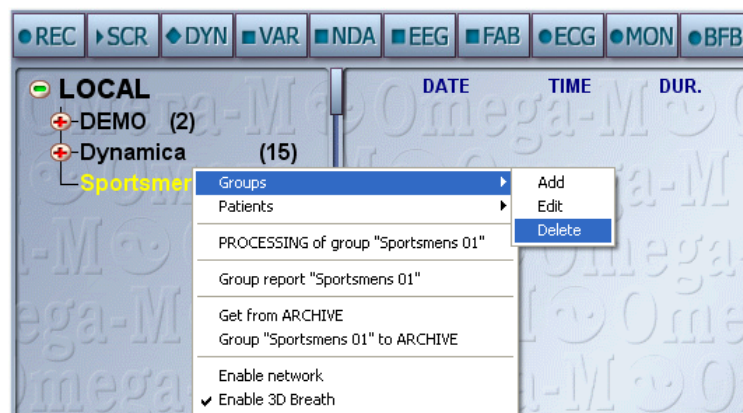 REC SCR DYN VAR NDA EEG FAB ECG MON BFB
LOCAL DATE TIME DUR.
DEMO (2)
Dynamica (15)
Groups Add
Patients Edit
Delete
PROCESSING of group "Sportsmens 01"
Group report "Sportsmens 01"
Get from ARCHIVE
Group "Sportsmens 01" to ARCHIVE
Enable network
Enable 3D Breath
Omega-M